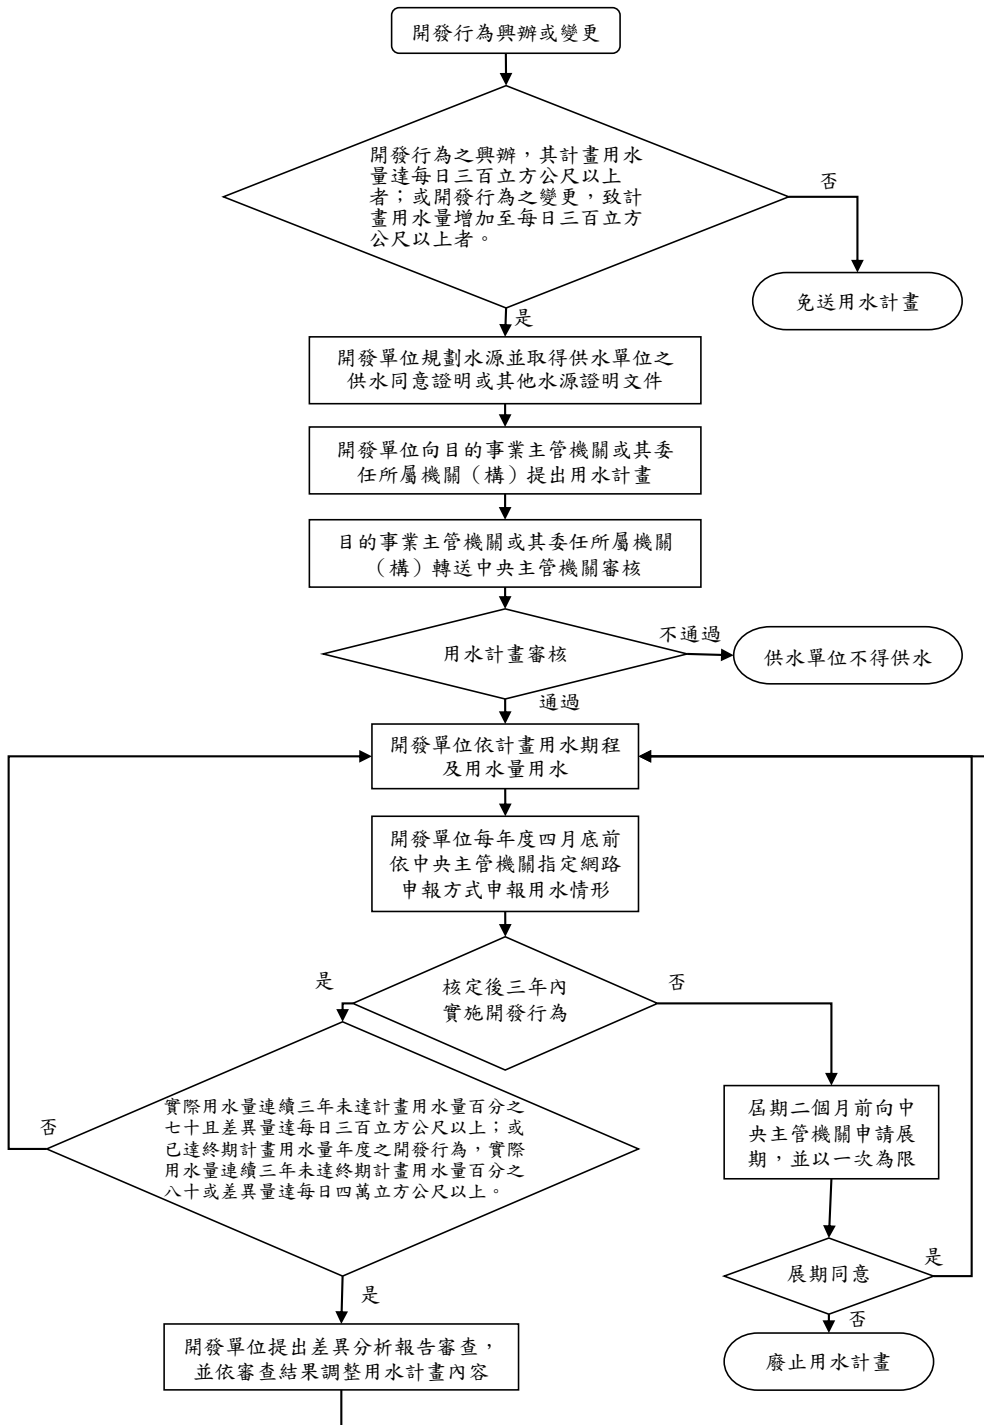 開發行為興辦或變更
開發行為之興辦，其計畫用水
量達每日三百立方公尺以上
者；或開發行為之變更，致計
畫用水量增加至每日三百立方
公尺以上者。
否
免送用水計畫
是
開發單位規劃水源並取得供水單位之
供水同意證明或其他水源證明文件
開發單位向目的事業主管機關或其委
任所屬機關（構）提出用水計畫
目的事業主管機關或其委任所屬機關
（構）轉送中央主管機關審核
用水計畫審核
不通過
供水單位不得供水
通過
開發單位依計畫用水期程
及用水量用水
開發單位每年度四月底前
依中央主管機關指定網路
申報方式申報用水情形
核定後三年內
實施開發行為
是
否
實際用水量連續三年未達計畫用水量百分之
七十且差異量達每日三百立方公尺以上；或
已達終期計畫用水量年度之開發行為，實際
用水量連續三年未達終期計畫用水量百分之
八十或差異量達每日四萬立方公尺以上。
否
屆期二個月前向中
央主管機關申請展
期，並以一次為限
展期同意
是
是
否
開發單位提出差異分析報告審查，
並依審查結果調整用水計畫內容
廢止用水計畫